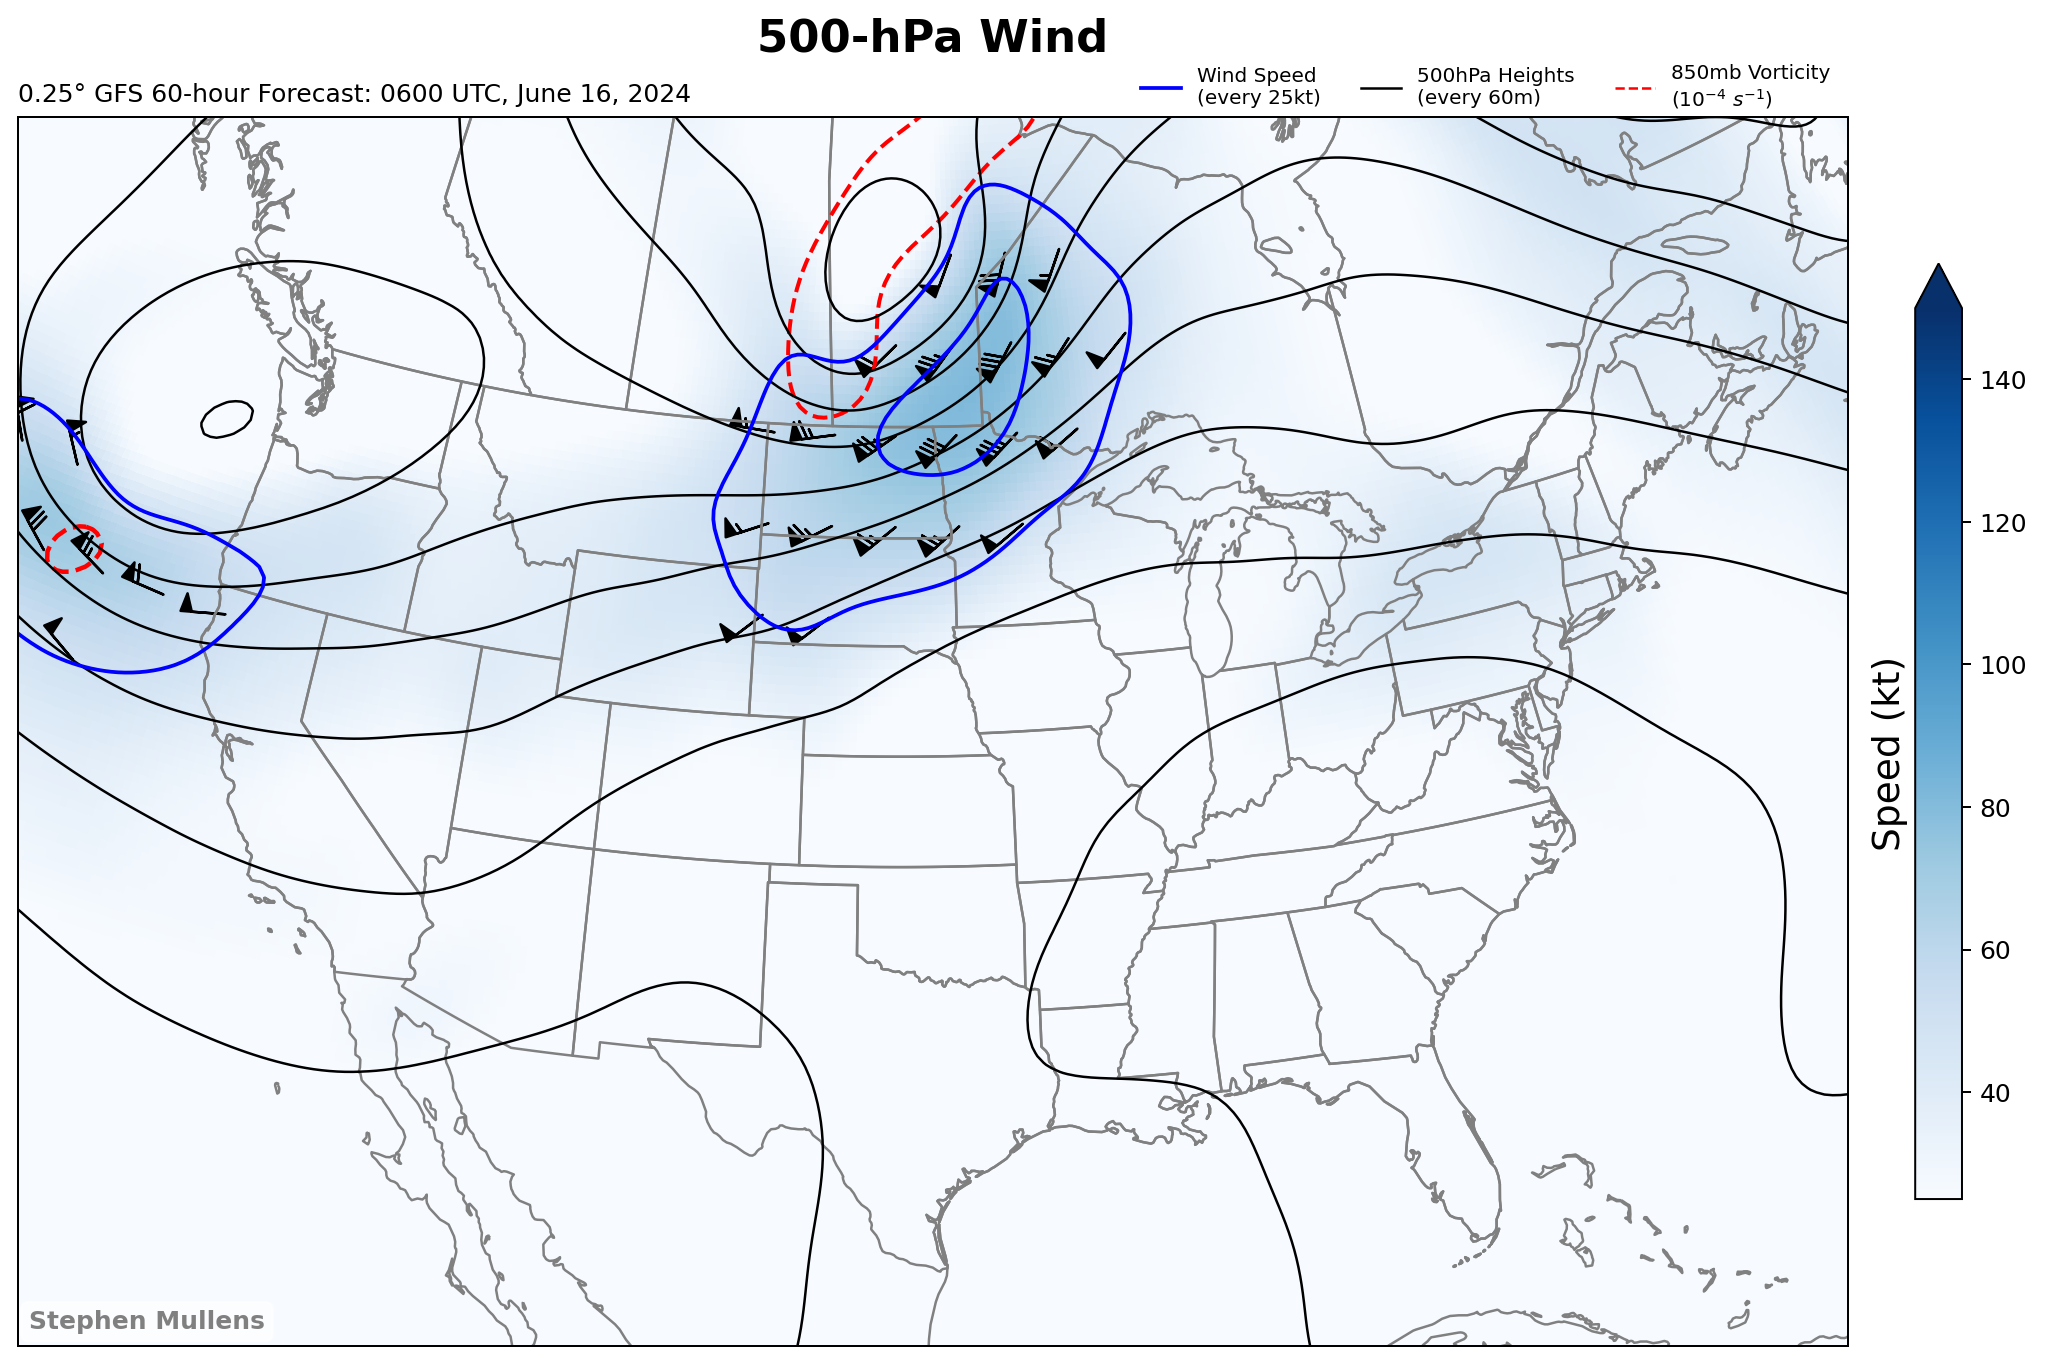 500-hPa Wind
0.25° GFS 60-hour Forecast: 0600 UTC, June 16, 2024
Wind Speed
(every 25kt)
500hPa Heights
(every 60m)
850mb Vorticity
(10⁻⁴ s⁻¹)
140
120
100
80
60
40
Speed (kt)
Stephen Mullens